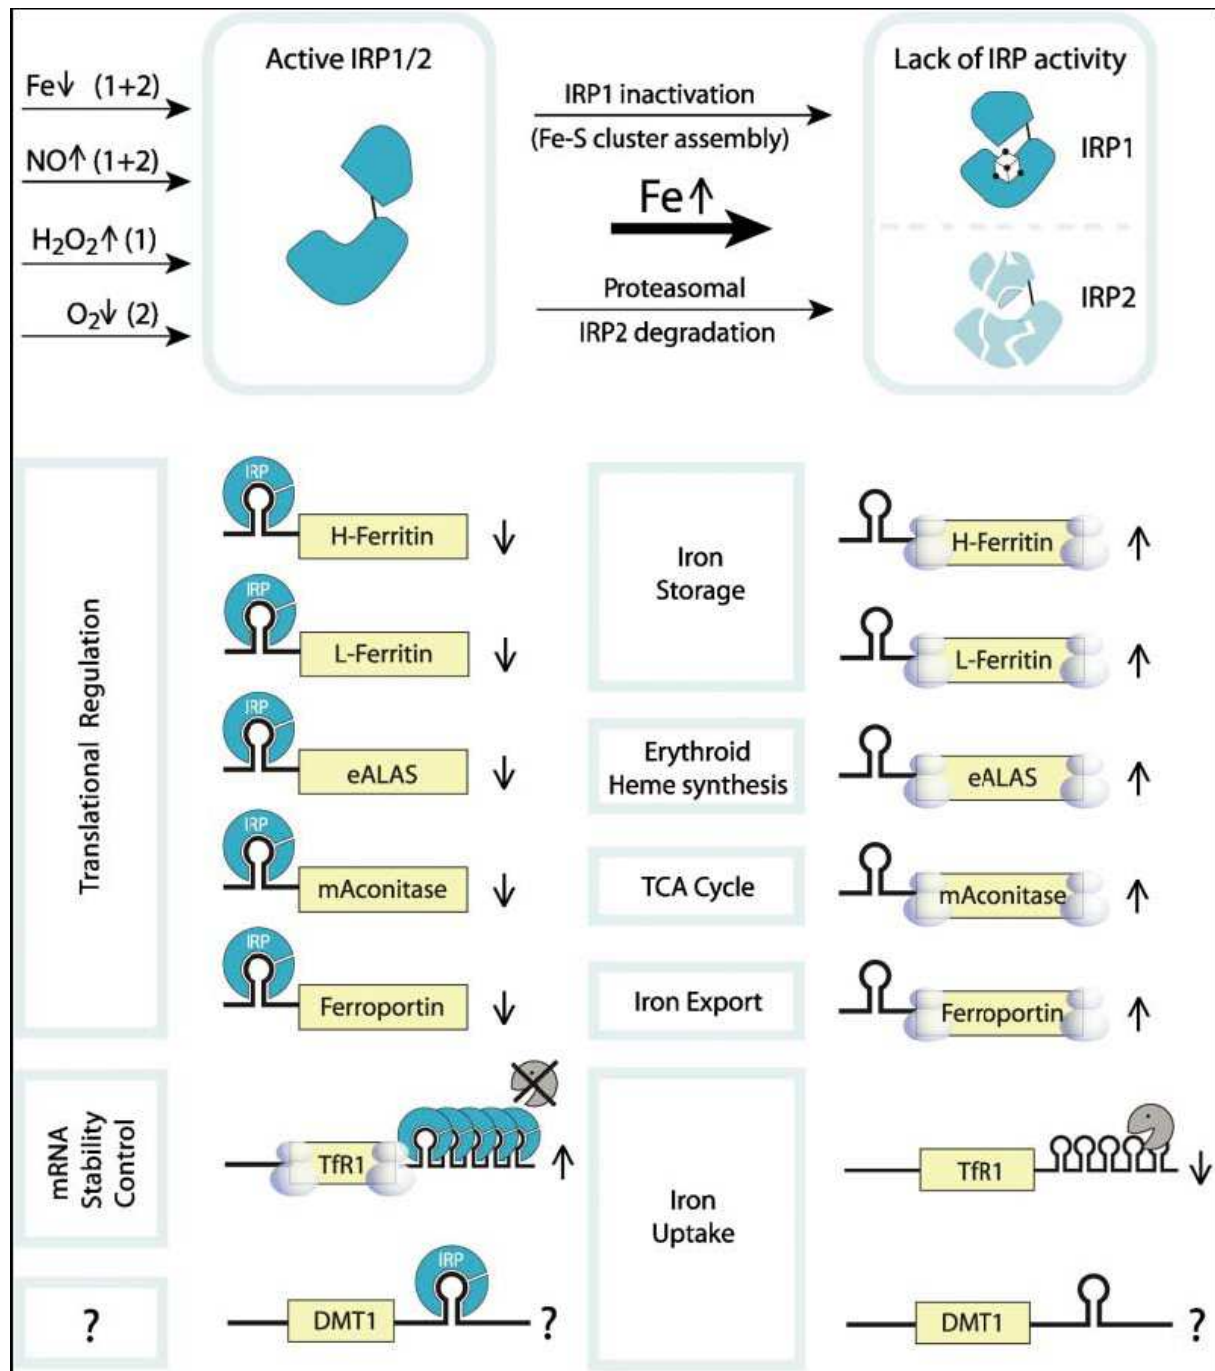 Active IRP1/2
Lack of IRP activity
Fe↓ (1+2)
NO↑ (1+2)
H₂O₂↑ (1)
O₂↓ (2)
IRP1 inactivation
(Fe-S cluster assembly)
Fe↑
Proteasomal
IRP2 degradation
IRP1
IRP2
Translational Regulation
IRP
H-Ferritin ↓
Iron
Storage
H-Ferritin ↑
IRP
L-Ferritin ↓
L-Ferritin ↑
IRP
eALAS ↓
Erythroid
Heme synthesis
eALAS ↑
IRP
mAconitase ↓
TCA Cycle
mAconitase ↑
IRP
Ferroportin ↓
Iron Export
Ferroportin ↑
mRNA
Stability
Control
TfR1 ↑
Iron
Uptake
TfR1 ↓
?
IRP
DMT1 ?
DMT1 ?